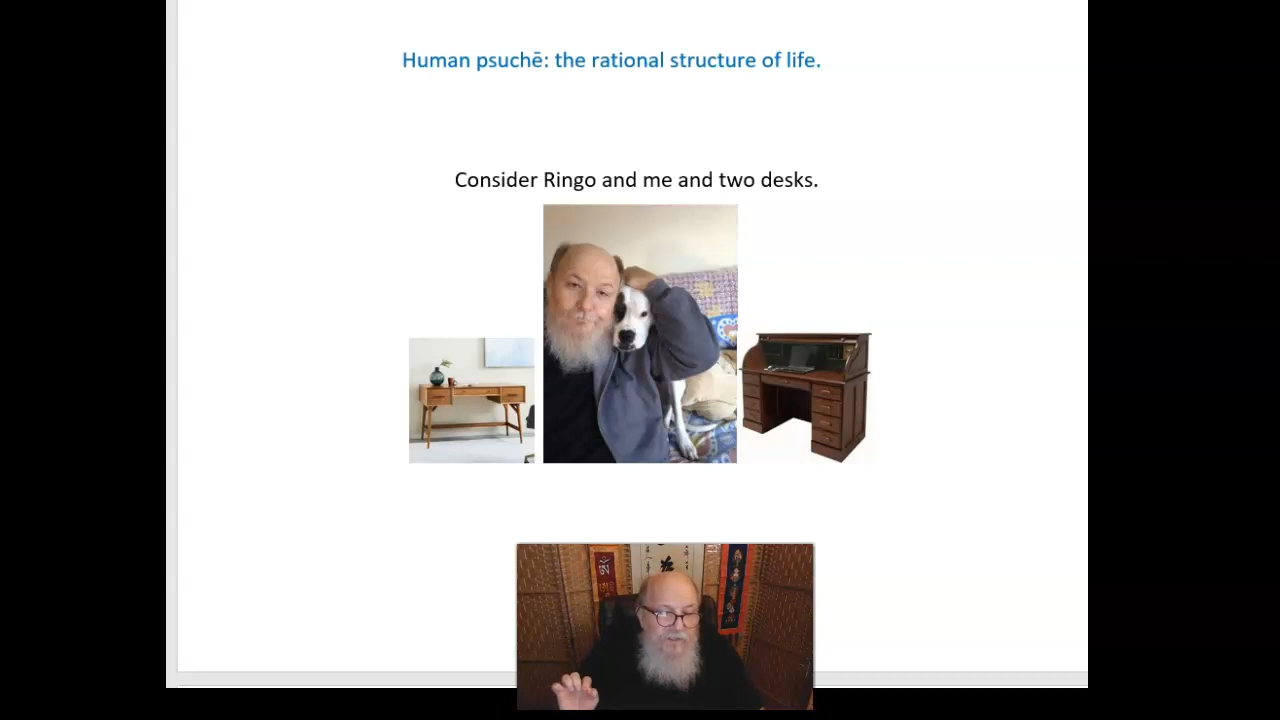 Human psuchē: the rational structure of life.
Consider Ringo and me and two desks.